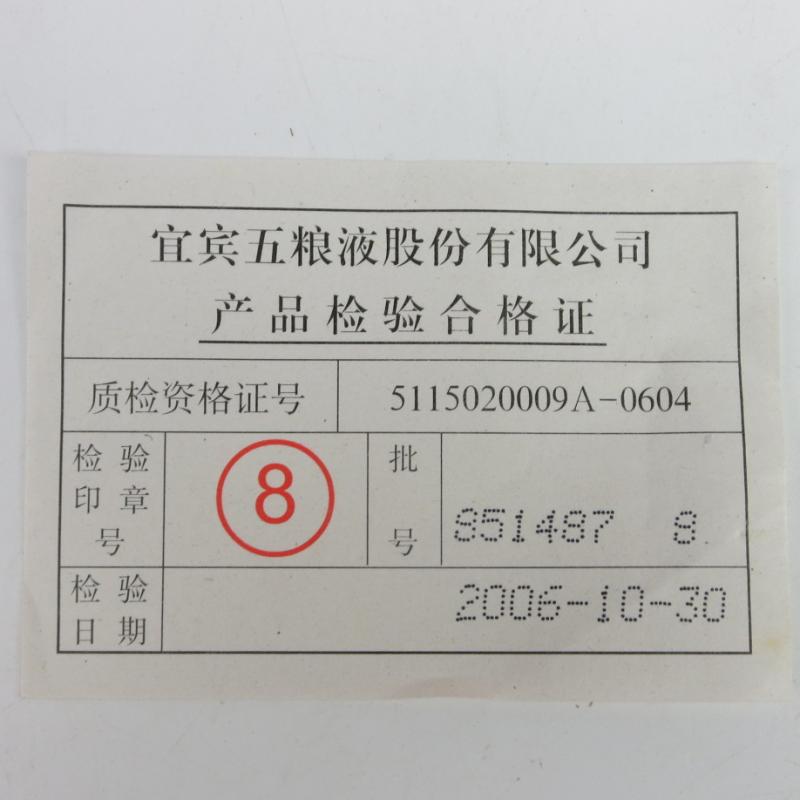 宜宾五粮液股份有限公司
产品检验合格证
质检资格证号 5115020009A-0604
检验印章号 8 批号 851487 8
检验日期 2006-10-30